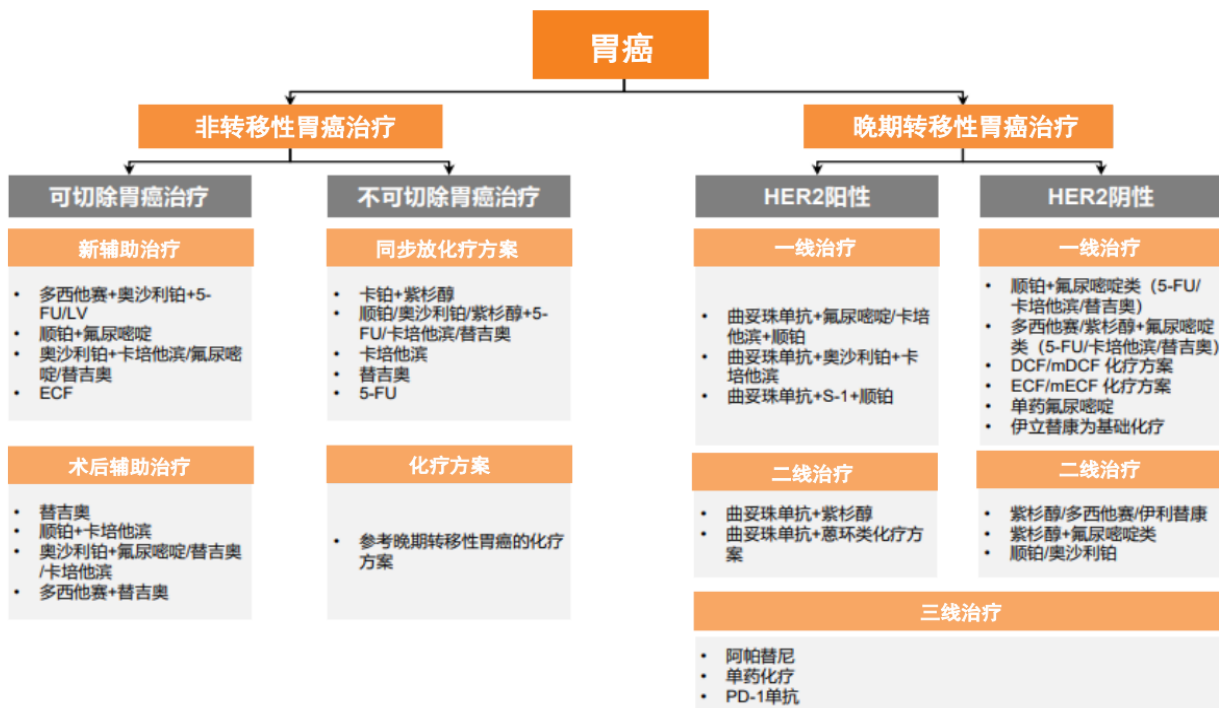 胃癌
非转移性胃癌治疗
晚期转移性胃癌治疗
可切除胃癌治疗
不可切除胃癌治疗
HER2阳性
HER2阴性
新辅助治疗
• 多西他赛+奥沙利铂+5-
FU/LV
• 顺铂+氟尿嘧啶
• 奥沙利铂+卡培他滨/氟尿嘧
啶/替吉奥
• ECF
术后辅助治疗
• 替吉奥
• 顺铂+卡培他滨
• 奥沙利铂+氟尿嘧啶/替吉奥
/卡培他滨
• 多西他赛+替吉奥
同步放化疗方案
• 卡铂+紫杉醇
• 顺铂/奥沙利铂/紫杉醇+5-
FU/卡培他滨/替吉奥
• 卡培他滨
• 替吉奥
• 5-FU
化疗方案
• 参考晚期转移性胃癌的化疗
方案
一线治疗
• 曲妥珠单抗+氟尿嘧啶/卡培
他滨+顺铂
• 曲妥珠单抗+奥沙利铂+卡
培他滨
• 曲妥珠单抗+S-1+顺铂
二线治疗
• 曲妥珠单抗+紫杉醇
• 曲妥珠单抗+蒽环类化疗方
案
一线治疗
• 顺铂+氟尿嘧啶类（5-FU/
卡培他滨/替吉奥）
• 多西他赛/紫杉醇+氟尿嘧啶
类（5-FU/卡培他滨/替吉奥）
• DCF/mDCF 化疗方案
• ECF/mECF 化疗方案
• 单药氟尿嘧啶
• 伊立替康为基础化疗
二线治疗
• 紫杉醇/多西他赛/伊利替康
• 紫杉醇+氟尿嘧啶类
• 顺铂/奥沙利铂
三线治疗
• 阿帕替尼
• 单药化疗
• PD-1单抗